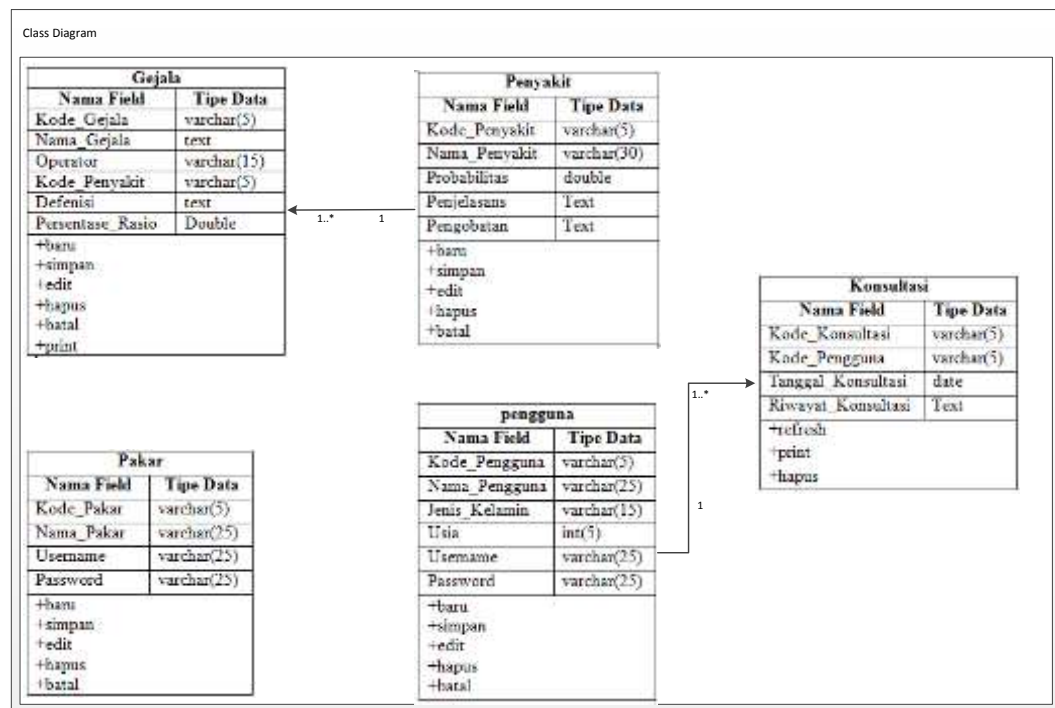 Class Diagram
Gejala
Nama Field Tipe Data
Kode_Gejala varchar(5)
Nama_Gejala text
Operator varchar(15)
Kode_Penyakit varchar(5)
Defenisi text
Persentase_Rasio Double
+baru
+simpan
+edit
+hapus
+batal
+print
1..* 1
Penyakit
Nama Field Tipe Data
Kode_Penyakit varchar(5)
Nama_Penyakit varchar(30)
Probabilitas double
Penjelasans Text
Pengobatan Text
+baru
+simpan
+edit
+hapus
+batal
Konsultasi
Nama Field Tipe Data
Kode_Konsultasi varchar(5)
Kode_Pengguna varchar(5)
Tanggal_Konsultasi date
Riwayat_Konsultasi Text
+refresh
+print
+hapus
1..*
1
pengguna
Nama Field Tipe Data
Kode_Pengguna varchar(5)
Nama_Pengguna varchar(25)
Jenis_Kelamin varchar(15)
Usia int(5)
Username varchar(25)
Password varchar(25)
+baru
+simpan
+edit
+hapus
+batal
Pakar
Nama Field Tipe Data
Kode_Pakar varchar(5)
Nama_Pakar varchar(25)
Username varchar(25)
Password varchar(25)
+baru
+simpan
+edit
+hapus
+batal